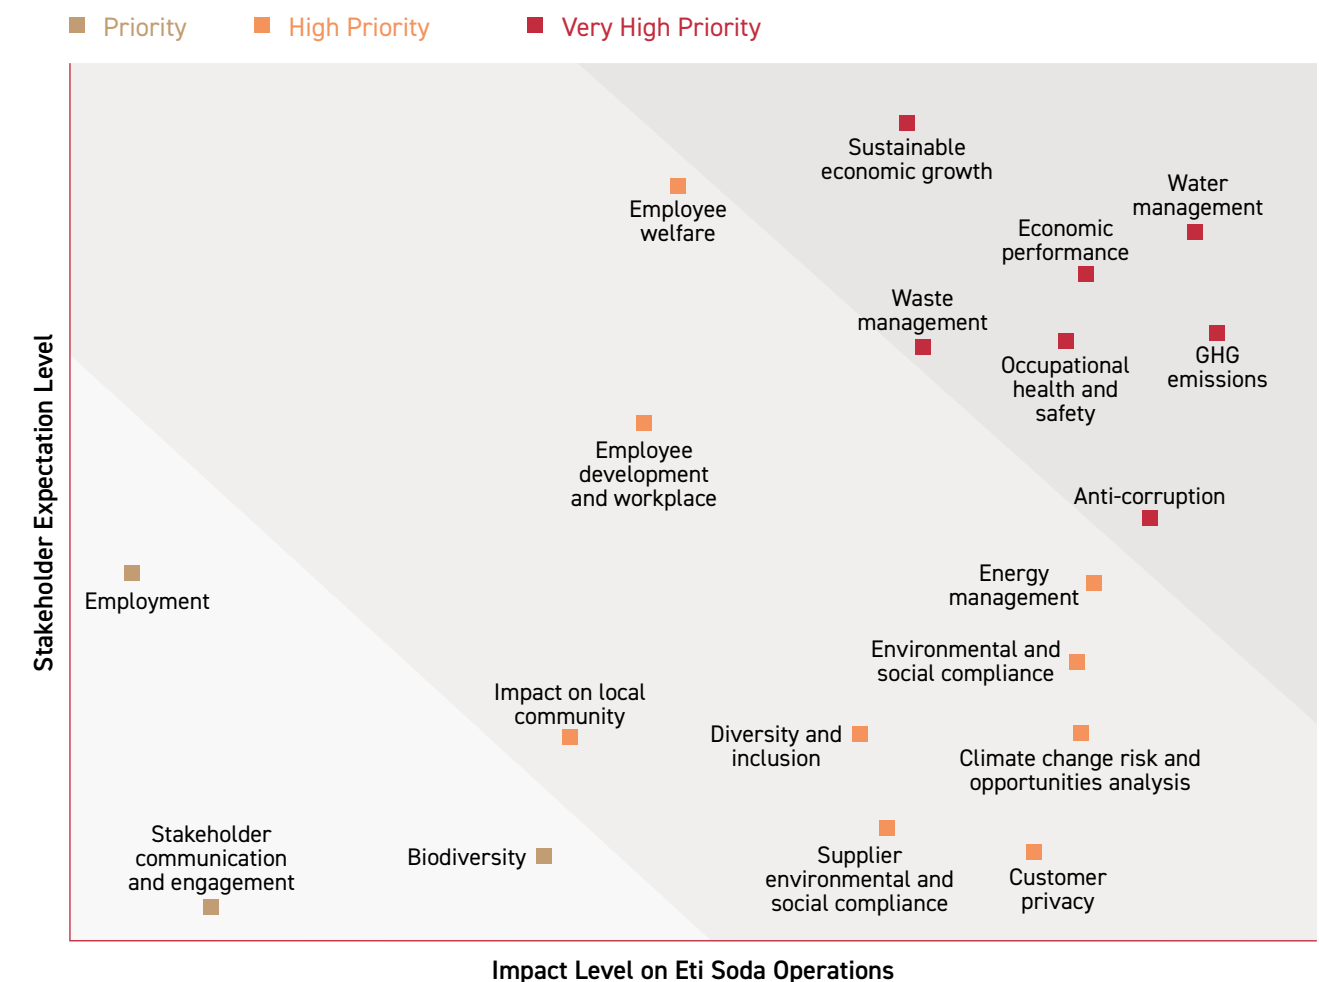 Priority
High Priority
Very High Priority
Sustainable
economic growth
Water
management
Employee
welfare
Economic
performance
Waste
management
Occupational
health and
safety
GHG
emissions
Employee
development
and workplace
Anti-corruption
Energy
management
Employment
Environmental and
social compliance
Impact on local
community
Diversity and
inclusion
Climate change risk and
opportunities analysis
Stakeholder
communication
and engagement
Biodiversity
Supplier
environmental and
social compliance
Customer
privacy
Stakeholder Expectation Level
Impact Level on Eti Soda Operations